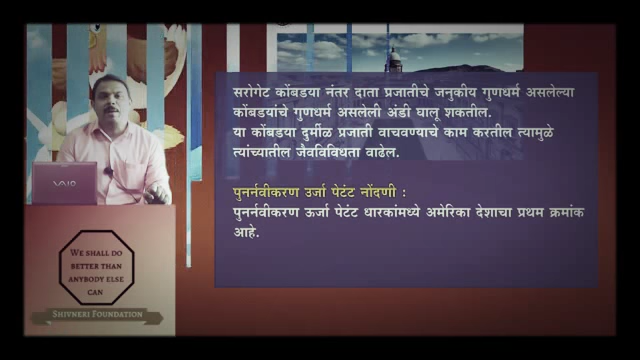 सरोगेट कोंबडया नंतर दाता प्रजातीचे जनुकीय गुणधर्म असलेल्या
कोंबडयांचे गुणधर्म असलेली अंडी घालू शकतील.
या कोंबडया दुर्मीळ प्रजाती वाचवण्याचे काम करतील त्यामुळे
त्यांच्यातील जैवविविधता वाढेल.
पुनर्नवीकरण उर्जा पेटंट नोंदणी :
पुनर्नवीकरण ऊर्जा पेटंट धारकांमध्ये अमेरिका देशाचा प्रथम क्रमांक
आहे.
VAIO
WE SHALL DO
BETTER THAN
ANYBODY ELSE
CAN
SHIVNERI FOUNDATION